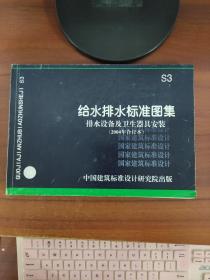 GUOJIAJIANZHUBIAOZHUNSHEJI S3
S3
给水排水标准图集
排水设备及卫生器具安装
(2004年合订本)
国家建筑标准设计
国家建筑标准设计
国家建筑标准设计
国家建筑标准设计
中国建筑标准设计研究院出版